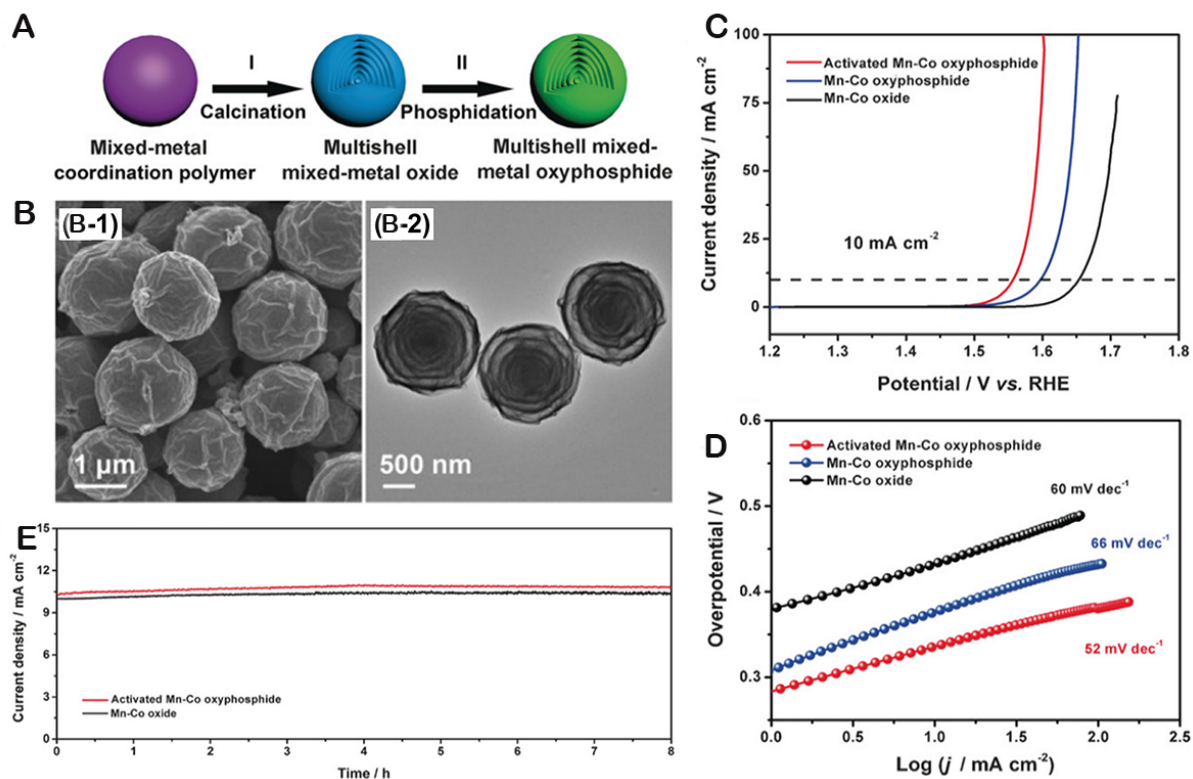 A
I
II
Calcination
Phosphidation
Mixed-metal
coordination polymer
Multishell
mixed-metal oxide
Multishell mixed-
metal oxyphosphide
B
(B-1)
1 μm
(B-2)
500 nm
C
100
75
50
25
0
Activated Mn-Co oxyphosphide
Mn-Co oxyphosphide
Mn-Co oxide
10 mA cm-2
1.2 1.3 1.4 1.5 1.6 1.7 1.8
Current density / mA cm-2
Potential / V vs. RHE
D
0.6
0.5
0.4
0.3
Activated Mn-Co oxyphosphide
Mn-Co oxyphosphide
Mn-Co oxide
60 mV dec-1
66 mV dec-1
52 mV dec-1
0.0 0.5 1.0 1.5 2.0 2.5
Overpotential / V
Log (j / mA cm-2)
E
15
12
9
6
3
0
Activated Mn-Co oxyphosphide
Mn-Co oxide
0 1 2 3 4 5 6 7 8
Current density / mA cm-2
Time / h